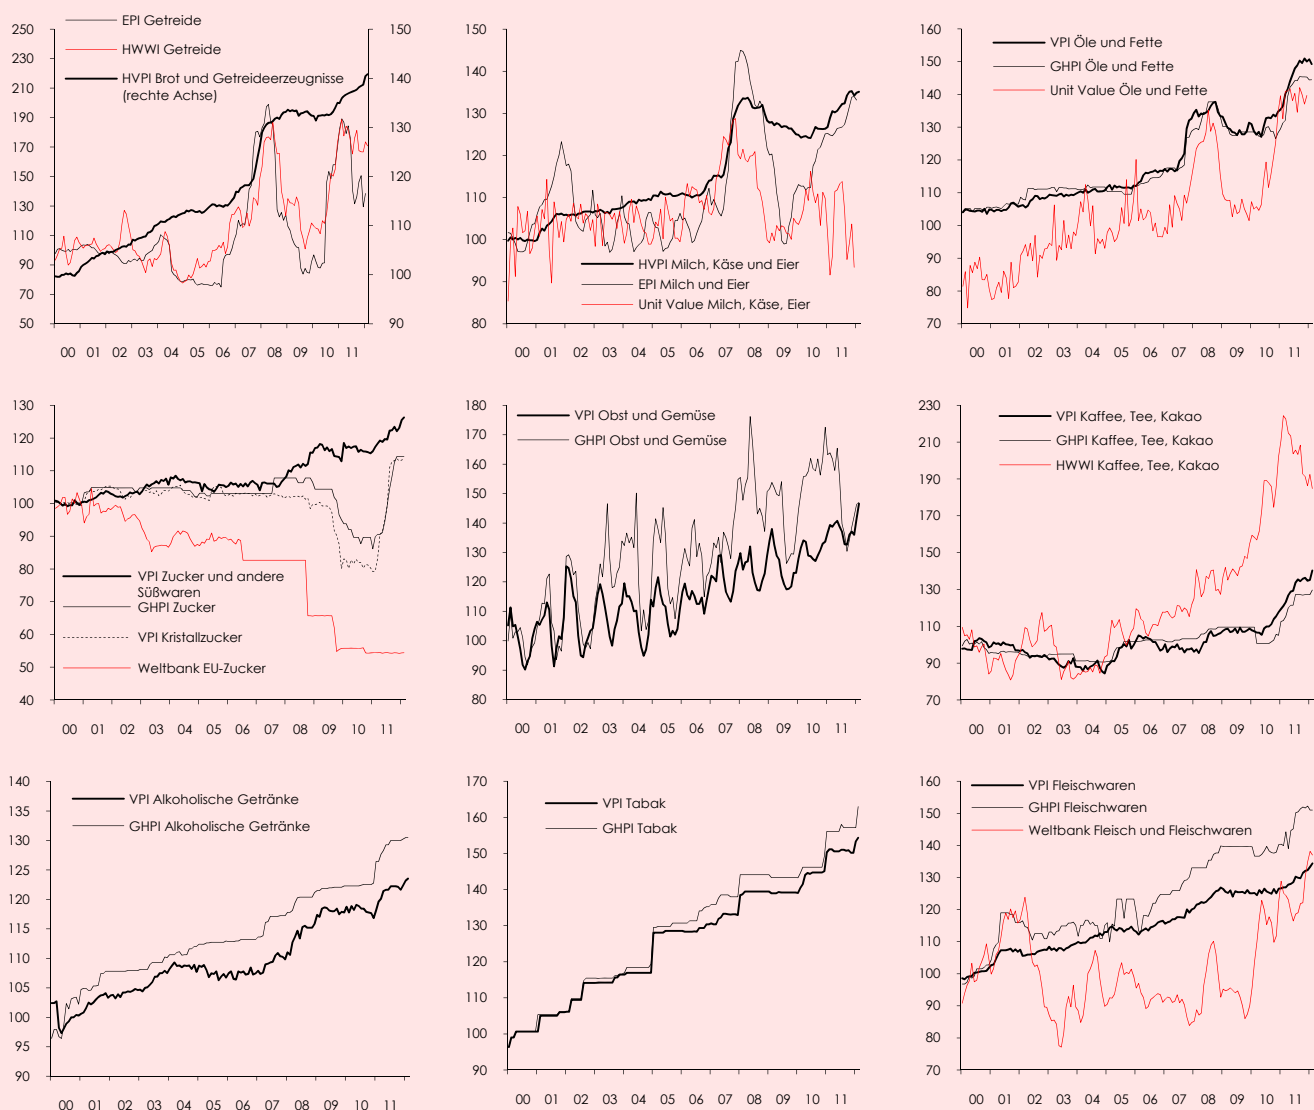 EPI Getreide
HWWI Getreide
HVPI Brot und Getreideerzeugnisse
(rechte Achse)
250
230
210
190
170
150
130
110
90
70
50
150
140
130
120
110
100
90
00 01 02 03 04 05 06 07 08 09 10 11
150
140
130
120
110
100
90
80
HVPI Milch, Käse und Eier
EPI Milch und Eier
Unit Value Milch, Käse, Eier
00 01 02 03 04 05 06 07 08 09 10 11
160
150
140
130
120
110
100
90
80
70
VPI Öle und Fette
GHPI Öle und Fette
Unit Value Öle und Fette
00 01 02 03 04 05 06 07 08 09 10 11
130
120
110
100
90
80
70
60
50
40
VPI Zucker und andere
Süßwaren
GHPI Zucker
VPI Kristallzucker
Weltbank EU-Zucker
00 01 02 03 04 05 06 07 08 09 10 11
180
170
160
150
140
130
120
110
100
90
80
VPI Obst und Gemüse
GHPI Obst und Gemüse
00 01 02 03 04 05 06 07 08 09 10 11
230
210
190
170
150
130
110
90
70
VPI Kaffee, Tee, Kakao
GHPI Kaffee, Tee, Kakao
HWWI Kaffee, Tee, Kakao
00 01 02 03 04 05 06 07 08 09 10 11
140
135
130
125
120
115
110
105
100
95
90
VPI Alkoholische Getränke
GHPI Alkoholische Getränke
00 01 02 03 04 05 06 07 08 09 10 11
170
160
150
140
130
120
110
100
90
VPI Tabak
GHPI Tabak
00 01 02 03 04 05 06 07 08 09 10 11
160
150
140
130
120
110
100
90
80
70
VPI Fleischwaren
GHPI Fleischwaren
Weltbank Fleisch und Fleischwaren
00 01 02 03 04 05 06 07 08 09 10 11